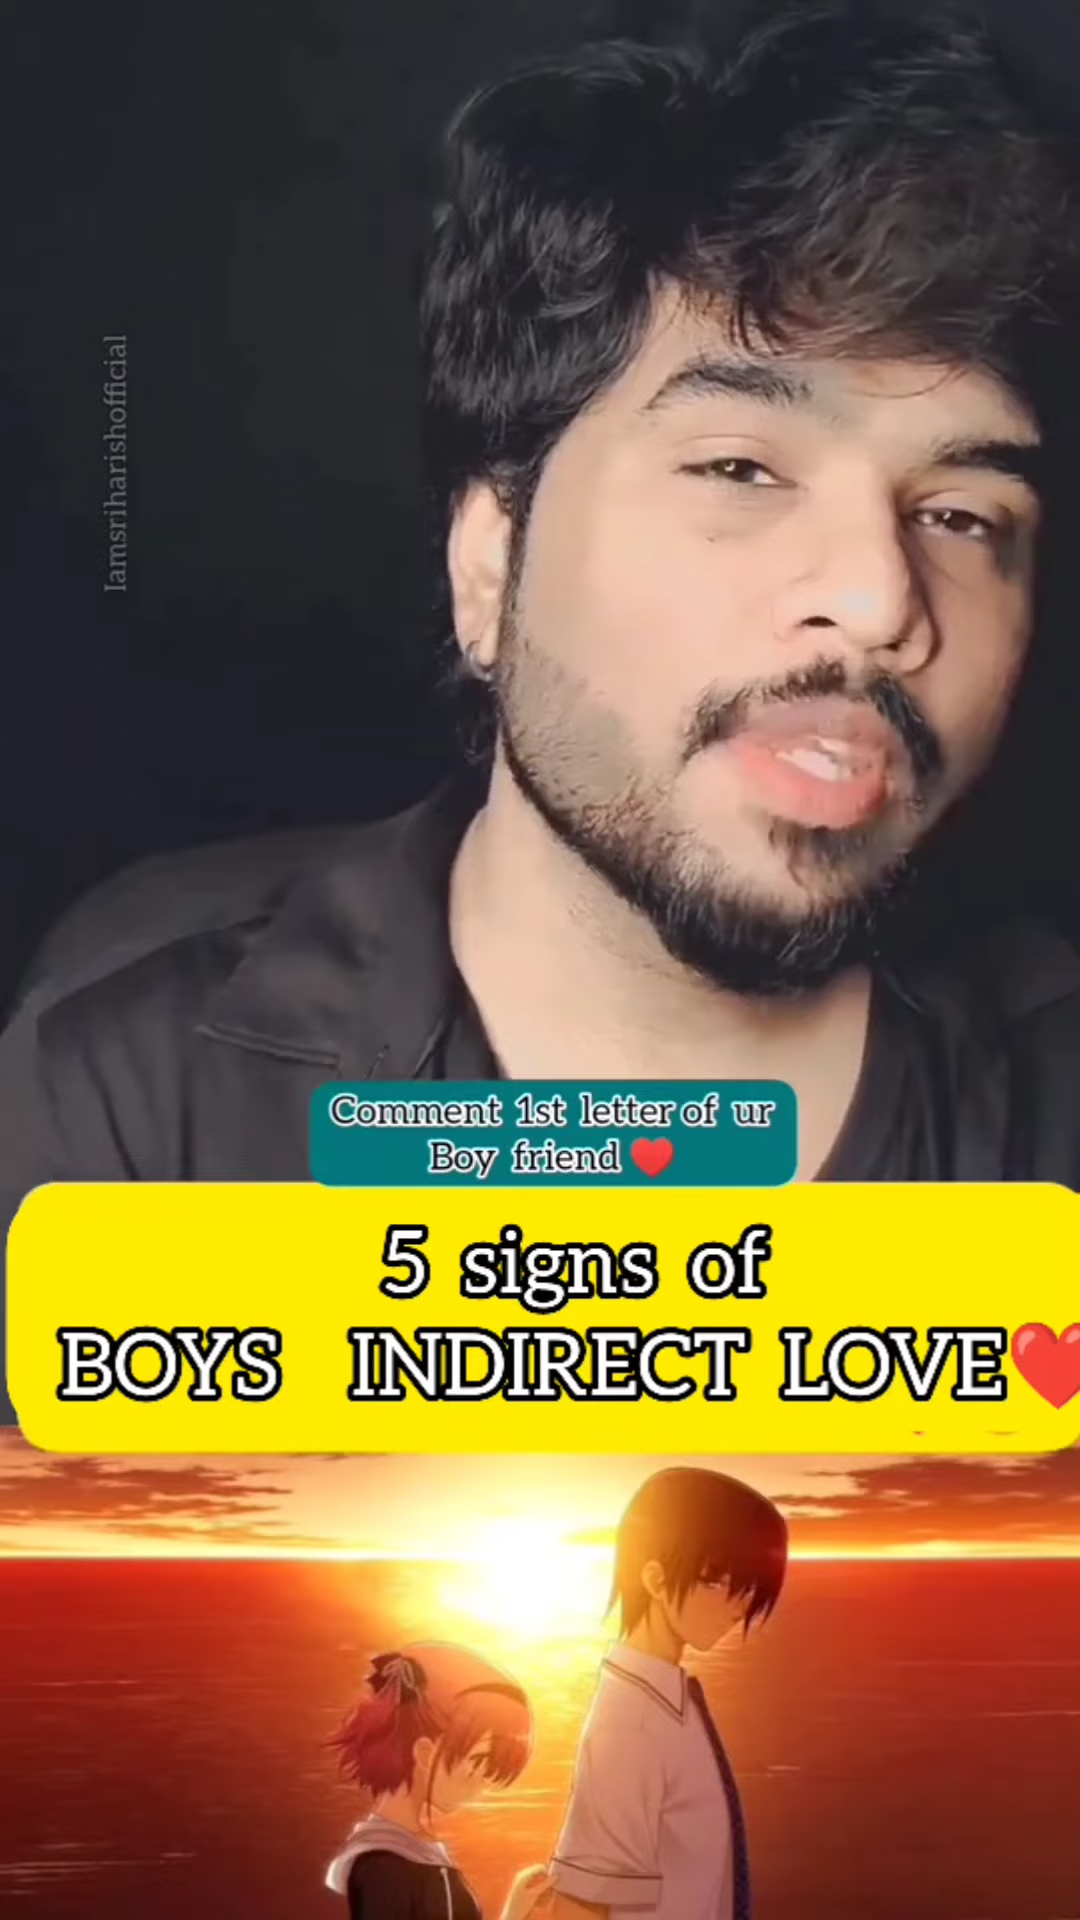 Iamsriharishofficial
Comment 1st letter of ur
Boy friend ❤️
5 signs of
BOYS INDIRECT LOVE❤️